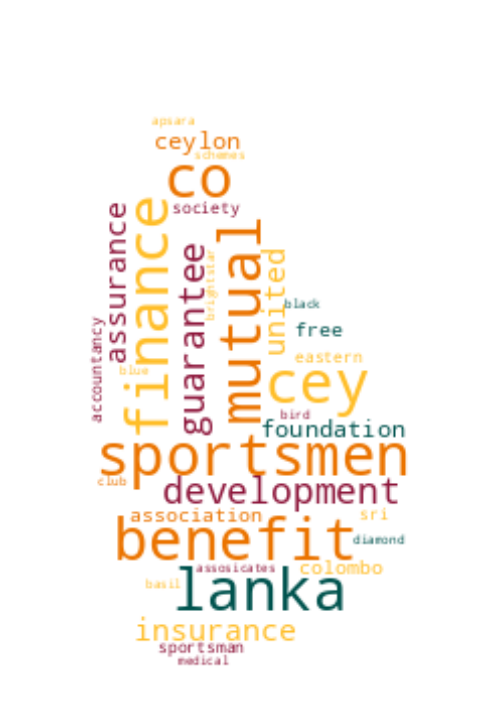 apsara
ceylon
schames
co
society
assurance
finance
guarantee
brightstar
mutual
united
black
free
accountancy
blue
eastern
cey
bird
foundation
sportsmen
club
development
association
sri
benefit
diamond
assosicates
colombo
basil
lanka
insurance
sportsman
medical